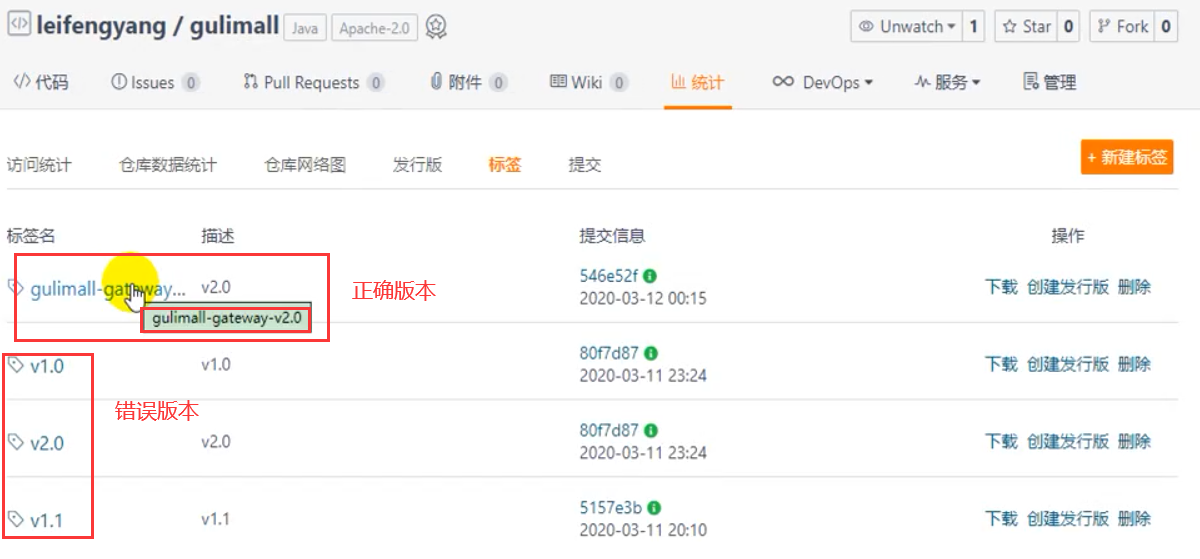 leifengyang / gulimall Java Apache-2.0 Unwatch 1 Star 0 Fork 0
代码 Issues 0 Pull Requests 0 附件 0 Wiki 0 统计 DevOps 服务 管理
访问统计 仓库数据统计 仓库网络图 发行版 标签 提交 + 新建标签
标签名 描述 提交信息 操作
gulimall-gateway... v2.0 546e52f 下载 创建发行版 删除
2020-03-12 00:15
正确版本
gulimall-gateway-v2.0
v1.0 v1.0 80f7d87 下载 创建发行版 删除
2020-03-11 23:24
错误版本
v2.0 v2.0 80f7d87 下载 创建发行版 删除
2020-03-11 23:24
v1.1 v1.1 5157e3b 下载 创建发行版 删除
2020-03-11 20:10